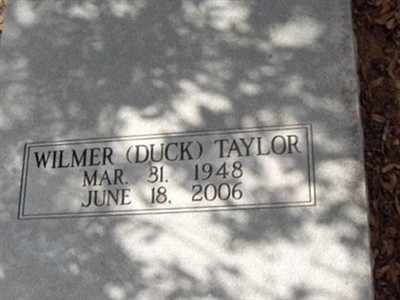 WILMER (DUCK) TAYLOR
MAR. 31. 1948
JUNE 18. 2006